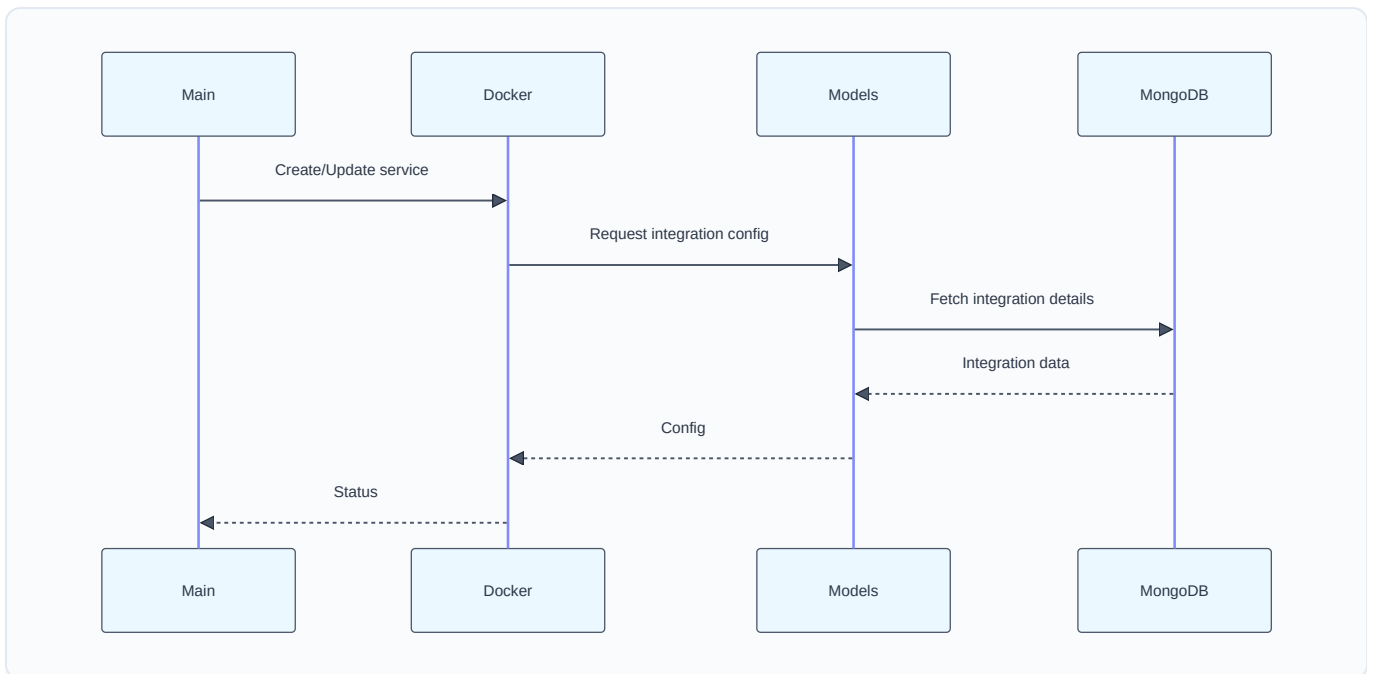 Main
Docker
Models
MongoDB
Create/Update service
Request integration config
Fetch integration details
Integration data
Config
Status
Main
Docker
Models
MongoDB